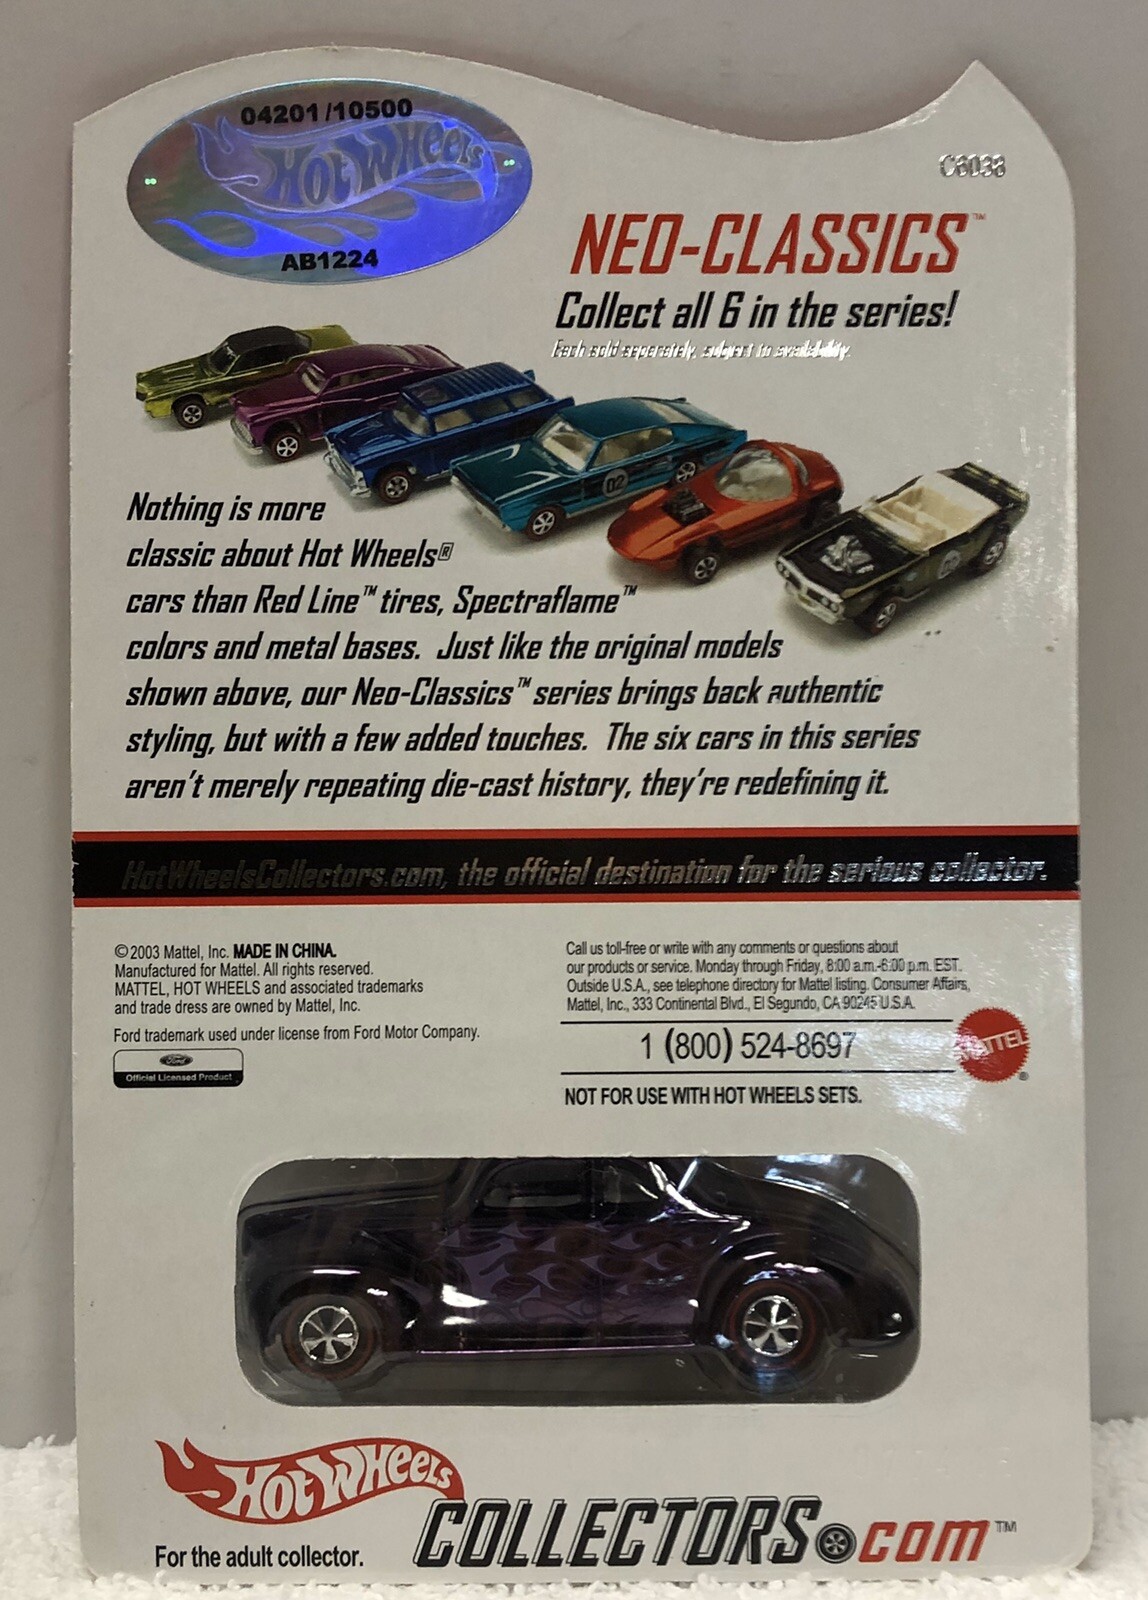 04201/10500
Hot Wheels
AB1224
C6038
NEO-CLASSICS™
Collect all 6 in the series!
Each sold seperately, subject to availability.
02
Nothing is more
classic about Hot Wheels®
cars than Red Line™ tires, Spectraflame™
colors and metal bases. Just like the original models
shown above, our Neo-Classics™ series brings back authentic
styling, but with a few added touches. The six cars in this series
aren't merely repeating die-cast history, they're redefining it.
HotWheelsCollectors.com, the official destination for the serious collector.
©2003 Mattel, Inc. MADE IN CHINA.
Manufactured for Mattel. All rights reserved.
MATTEL, HOT WHEELS and associated trademarks
and trade dress are owned by Mattel, Inc.
Ford trademark used under license from Ford Motor Company.
Ford
Official Licensed Product
Call us toll-free or write with any comments or questions about
our products or service. Monday through Friday, 8:00 a.m.-6:00 p.m. EST.
Outside U.S.A., see telephone directory for Mattel listing. Consumer Affairs,
Mattel, Inc., 333 Continental Blvd., El Segundo, CA 90245 U.S.A.
1 (800) 524-8697
MATTEL®
NOT FOR USE WITH HOT WHEELS SETS.
Hot Wheels
COLLECTORS.com™
For the adult collector.